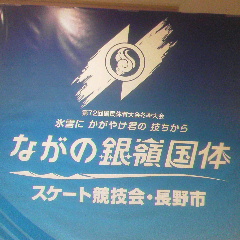 第72回国民体育大会冬季大会
氷雪に かがやけ君の 技ぢから
ながの銀嶺国体
スケート競技会・長野市